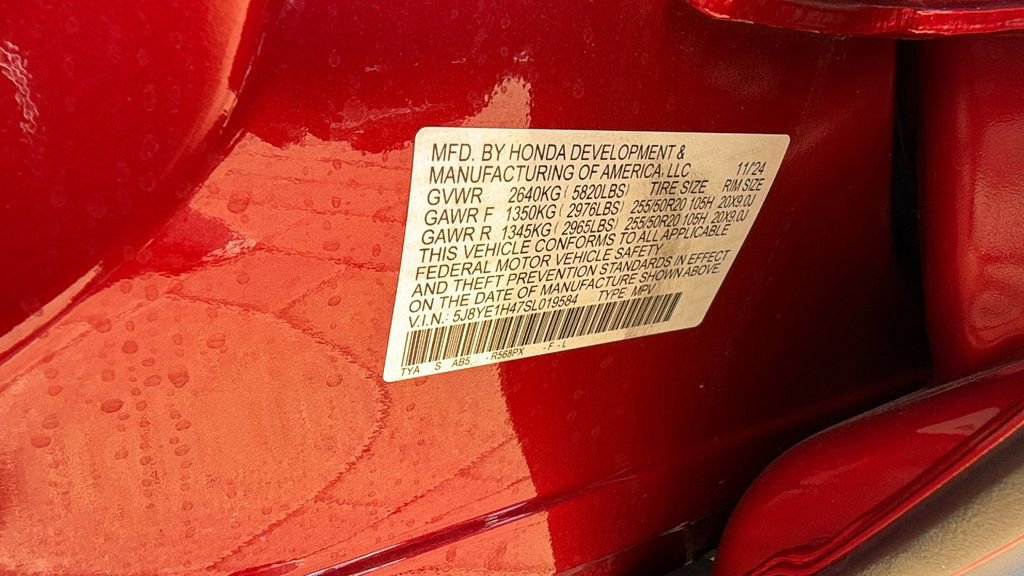 MFD. BY HONDA DEVELOPMENT &
MANUFACTURING OF AMERICA, LLC 11/24
GVWR 2640KG ( 5820LBS) TIRE SIZE RIM SIZE
GAWR F 1350KG ( 2976LBS) 255/50R20 105H 20X9.0J
GAWR R 1345KG ( 2965LBS) 255/50R20 105H 20X9.0J
THIS VEHICLE CONFORMS TO ALL APPLICABLE
FEDERAL MOTOR VEHICLE SAFETY
AND THEFT PREVENTION STANDARDS IN EFFECT
ON THE DATE OF MANUFACTURE SHOWN ABOVE.
V.I.N.: 5J8YE1H47SL019584 TYPE: MPV
TYA S AB5 - R568PX - F - L